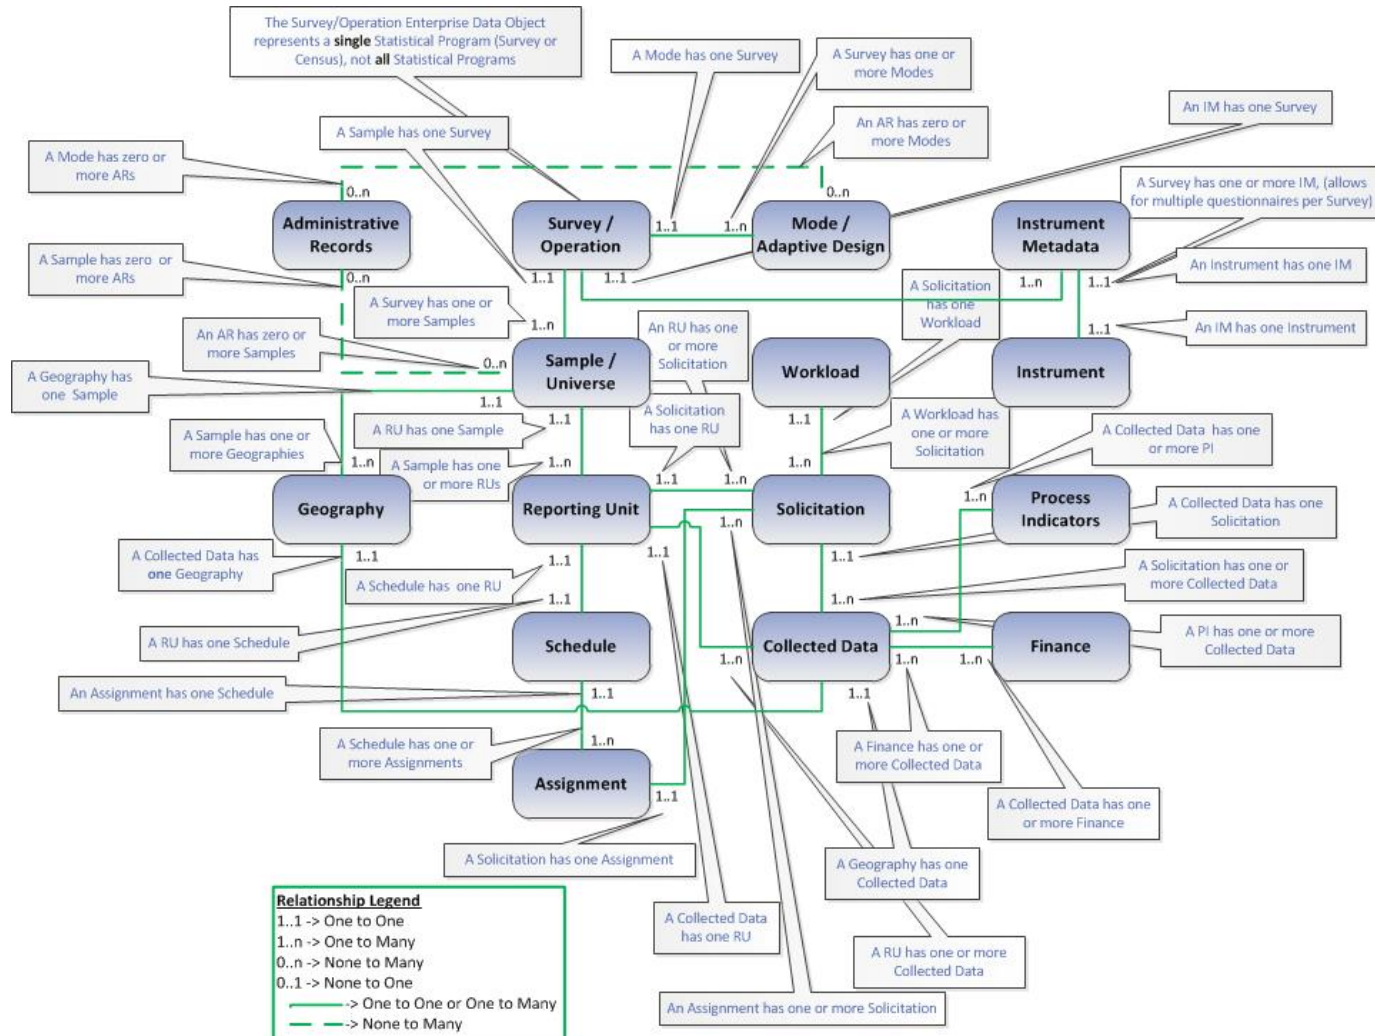 The Survey/Operation Enterprise Data Object
represents a single Statistical Program (Survey or
Census), not all Statistical Programs
A Mode has one Survey
A Survey has one or
more Modes
An IM has one Survey
A Sample has one Survey
An AR has zero or
more Modes
A Mode has zero or
more ARs
A Survey has one or more IM, (allows
for multiple questionnaires per Survey)
0..n
0..n
Administrative
Records
Survey /
Operation
1..1
1..n
Mode /
Adaptive Design
Instrument
Metadata
A Sample has zero or
more ARs
0..n
1..1
1..1
1..n
1..1
An Instrument has one IM
A Survey has one or
more Samples
A Solicitation
has one
Workload
1..n
1..1
An IM has one Instrument
An AR has zero or
more Samples
An RU has one
or more
Solicitation
0..n
Sample /
Universe
Workload
Instrument
A Geography has
one Sample
1..1
A Solicitation
has one RU
1..1
A Workload has
one or more
Solicitation
A Sample has one or
more Geographies
A RU has one Sample
1..1
A Collected Data has one
or more PI
1..n
A Sample has one
or more RUs
1..n
1..1
1..n
1..n
1..n
Geography
Reporting Unit
Solicitation
Process
Indicators
A Collected Data has one
Solicitation
1..n
A Collected Data has
one Geography
1..1
1..1
1..1
1..1
A Schedule has one RU
A Solicitation has one or
more Collected Data
1..1
1..n
A RU has one Schedule
Schedule
Collected Data
1..n
Finance
A PI has one or more
Collected Data
1..n
1..n
1..n
An Assignment has one Schedule
1..1
1..1
A Schedule has one or
more Assignments
1..n
A Finance has one or
more Collected Data
Assignment
1..1
A Collected Data has one
or more Finance
A Solicitation has one Assignment
A Geography has one
Collected Data
Relationship Legend
1..1 -> One to One
1..n -> One to Many
0..n -> None to Many
0..1 -> None to One
-> One to One or One to Many
-> None to Many
A Collected Data
has one RU
A RU has one or more
Collected Data
An Assignment has one or more Solicitation